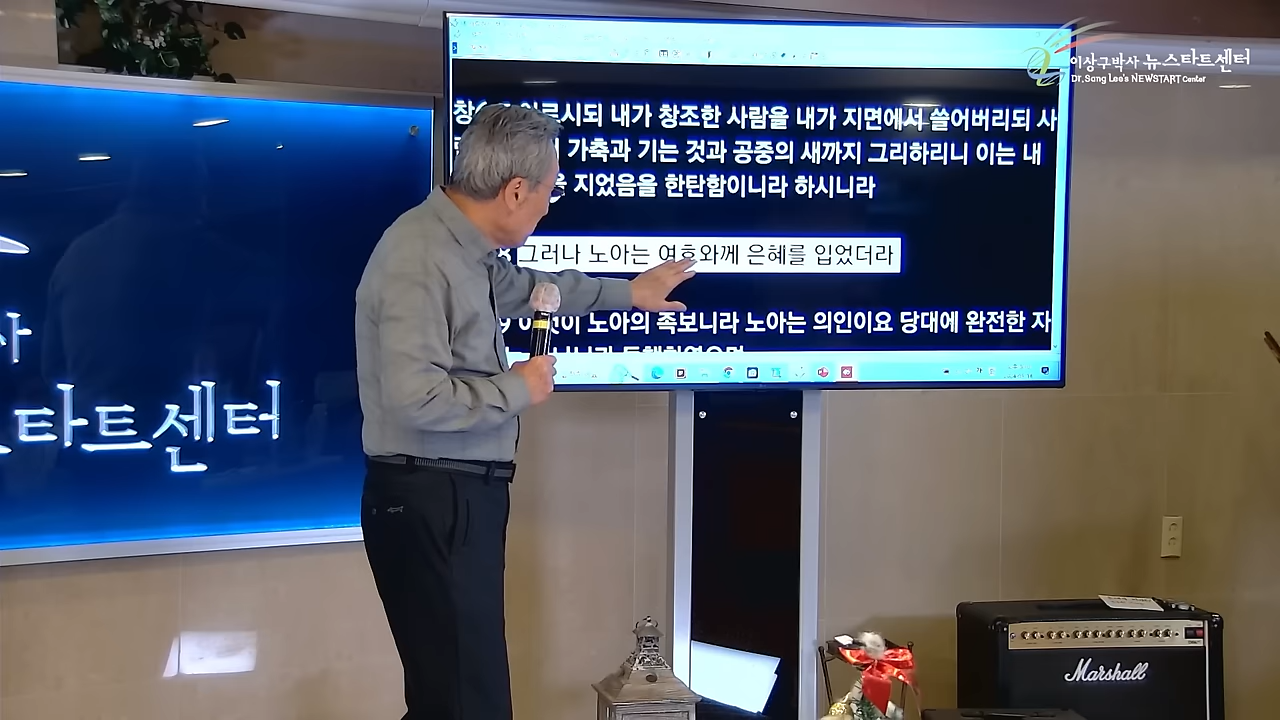 이상구박사 뉴스타트센터
Dr. Sang Lee's NEWSTART Center
시되 내가 창조한 사람을 내가 지면에서 쓸어버리되 사
가축과 기는 것과 공중의 새까지 그리하리니 이는 내
지었음을 한탄함이니라 하시니라
8 그러나 노아는 여호와께 은혜를 입었더라
9 노아의 족보니라 노아는 의인이요 당대에 완전한 자
사
스타트센터
Marshall